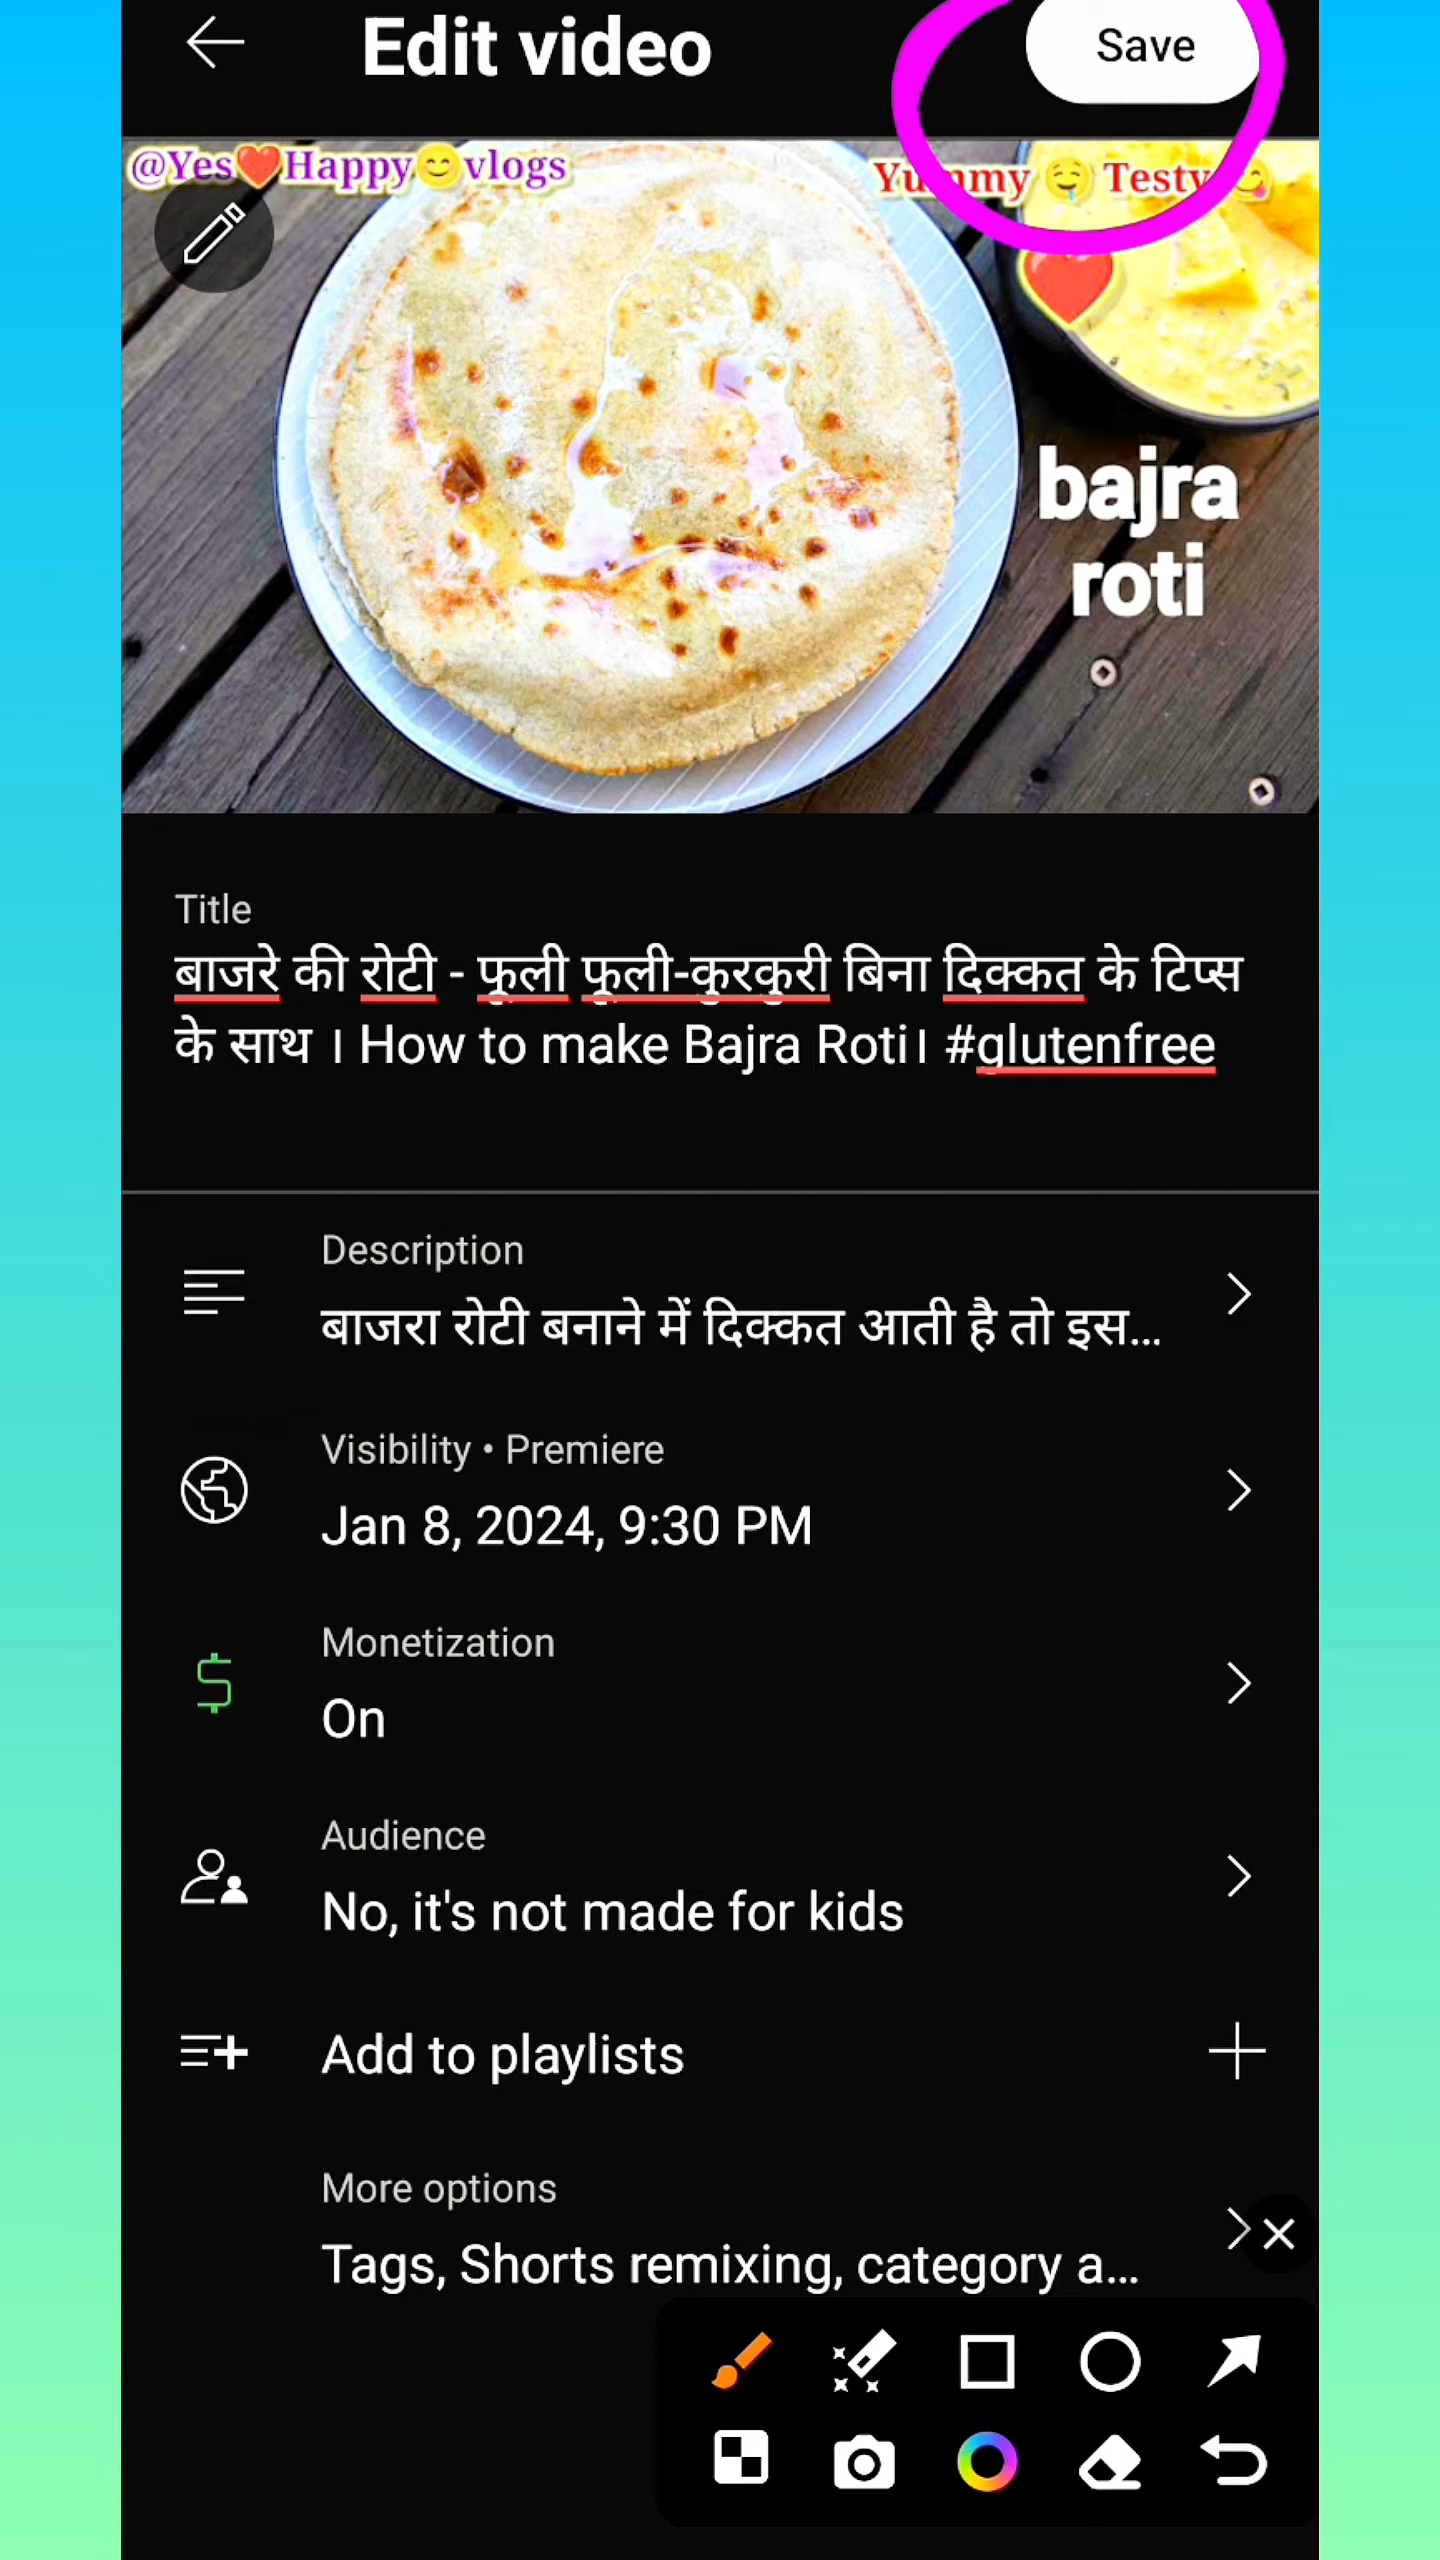 Edit video
Save
@Yes❤️Happy😊vlogs
Yummy 🤤 Testy 😋
bajra
roti
Title
बाजरे की रोटी - फूली फूली-कुरकुरी बिना दिक्कत के टिप्स
के साथ । How to make Bajra Roti। #glutenfree
Description
बाजरा रोटी बनाने में दिक्कत आती है तो इस...
Visibility • Premiere
Jan 8, 2024, 9:30 PM
Monetization
On
Audience
No, it's not made for kids
Add to playlists
More options
Tags, Shorts remixing, category a...